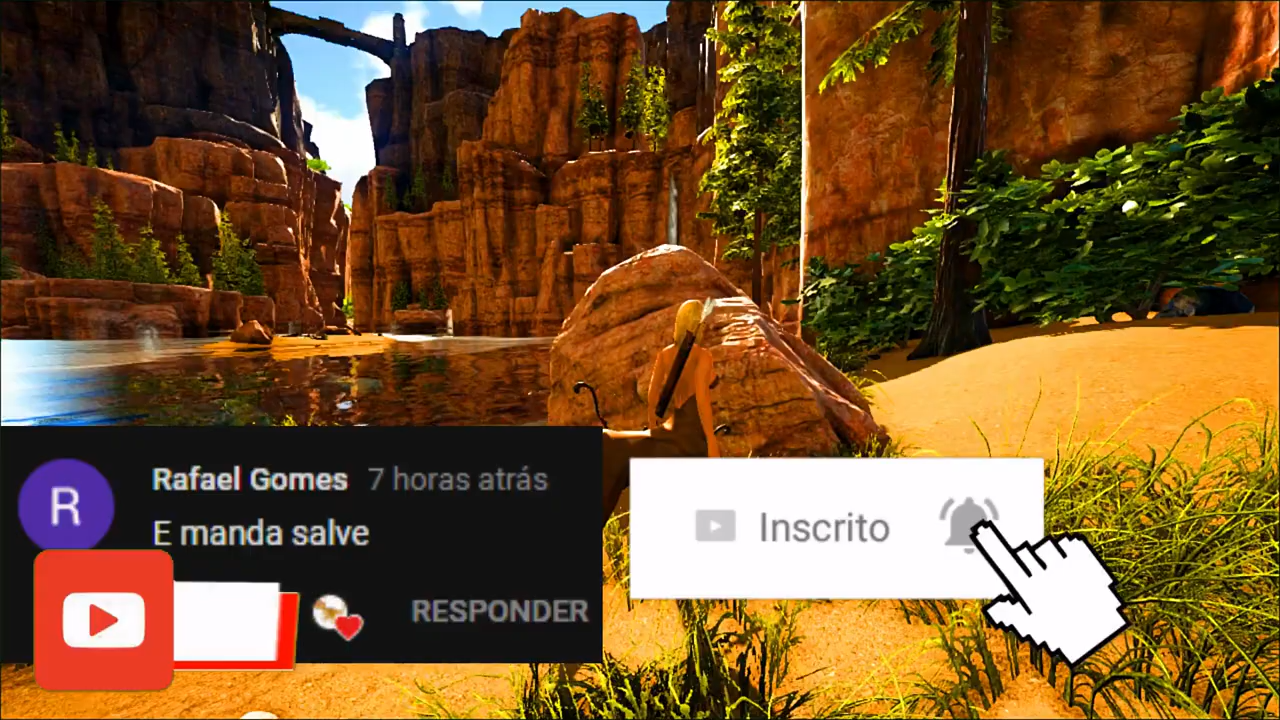 Rafael Gomes 7 horas atrás
E manda salve
RESPONDER
Inscrito
R